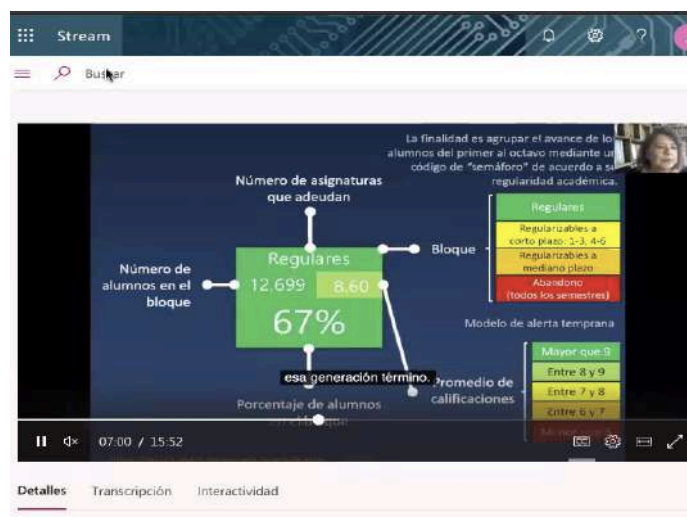 Stream
?
Buscar
La finalidad es agrupar el avance de los
alumnos del primer al octavo mediante un
código de "semáforo" de acuerdo a su
regularidad académica.
Número de asignaturas
que adeudan
Número de
alumnos en el
bloque
Regulares
12,699 8.60
67%
Bloque
Regulares
Regularizables a
corto plazo: 1-3, 4-6
Regularizables a
mediano plazo
Abandono
(todos los semestres)
Modelo de alerta temprana
Mayor que 9
Entre 8 y 9
Entre 7 y 8
Entre 6 y 7
Promedio de
calificaciones
esa generación término.
Porcentaje de alumnos
07:00 / 15:52
CC
Detalles Transcripción Interactividad